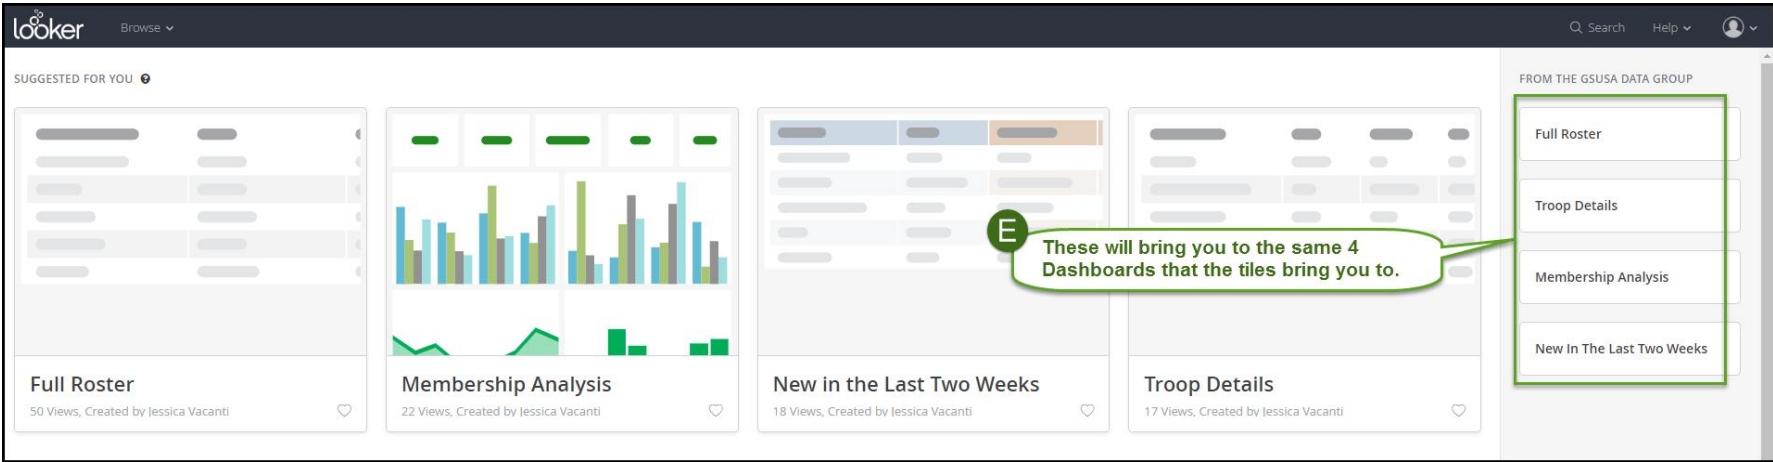 looker
Browse
Search
Help
SUGGESTED FOR YOU
FROM THE GSUSA DATA GROUP
Full Roster
50 Views, Created by Jessica Vacanti
Membership Analysis
22 Views, Created by Jessica Vacanti
New in the Last Two Weeks
18 Views, Created by Jessica Vacanti
Troop Details
17 Views, Created by Jessica Vacanti
E
These will bring you to the same 4
Dashboards that the tiles bring you to.
Full Roster
Troop Details
Membership Analysis
New In The Last Two Weeks